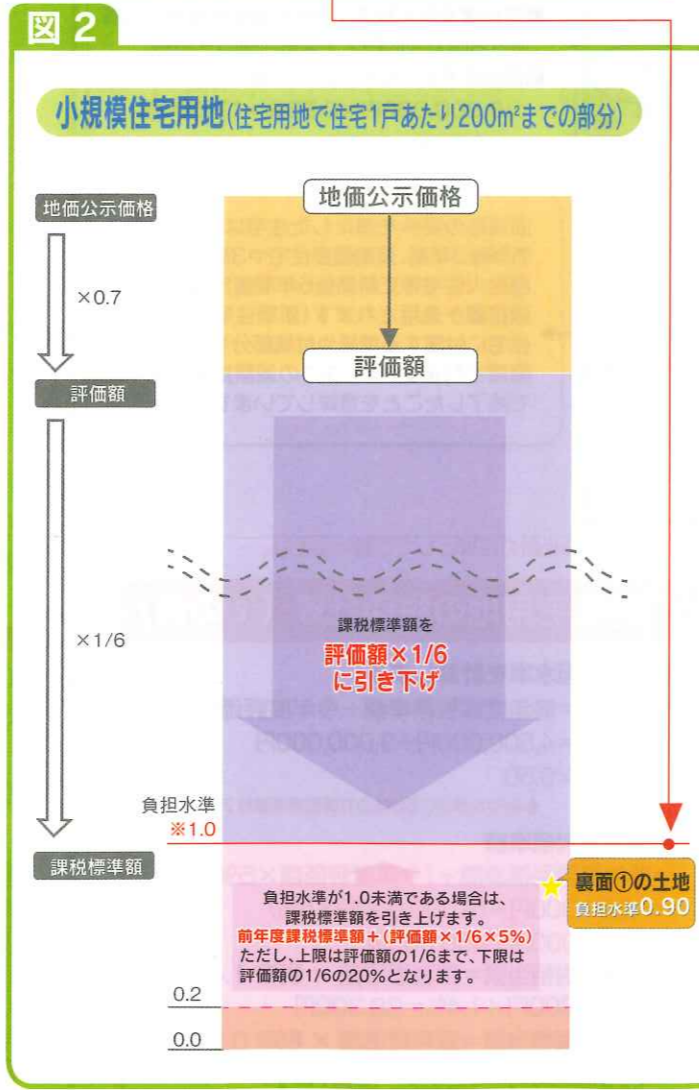 図2
小規模住宅用地(住宅用地で住宅1戸あたり200m²までの部分)
地価公示価格
×0.7
評価額
×1/6
負担水準
※1.0
課税標準額
0.2
0.0
地価公示価格
評価額
課税標準額を
評価額×1/6
に引き下げ
負担水準が1.0未満である場合は、
課税標準額を引き上げます。
前年度課税標準額+(評価額×1/6×5%)
ただし、上限は評価額の1/6まで、下限は
評価額の1/6の20%となります。
裏面①の土地
負担水準0.90